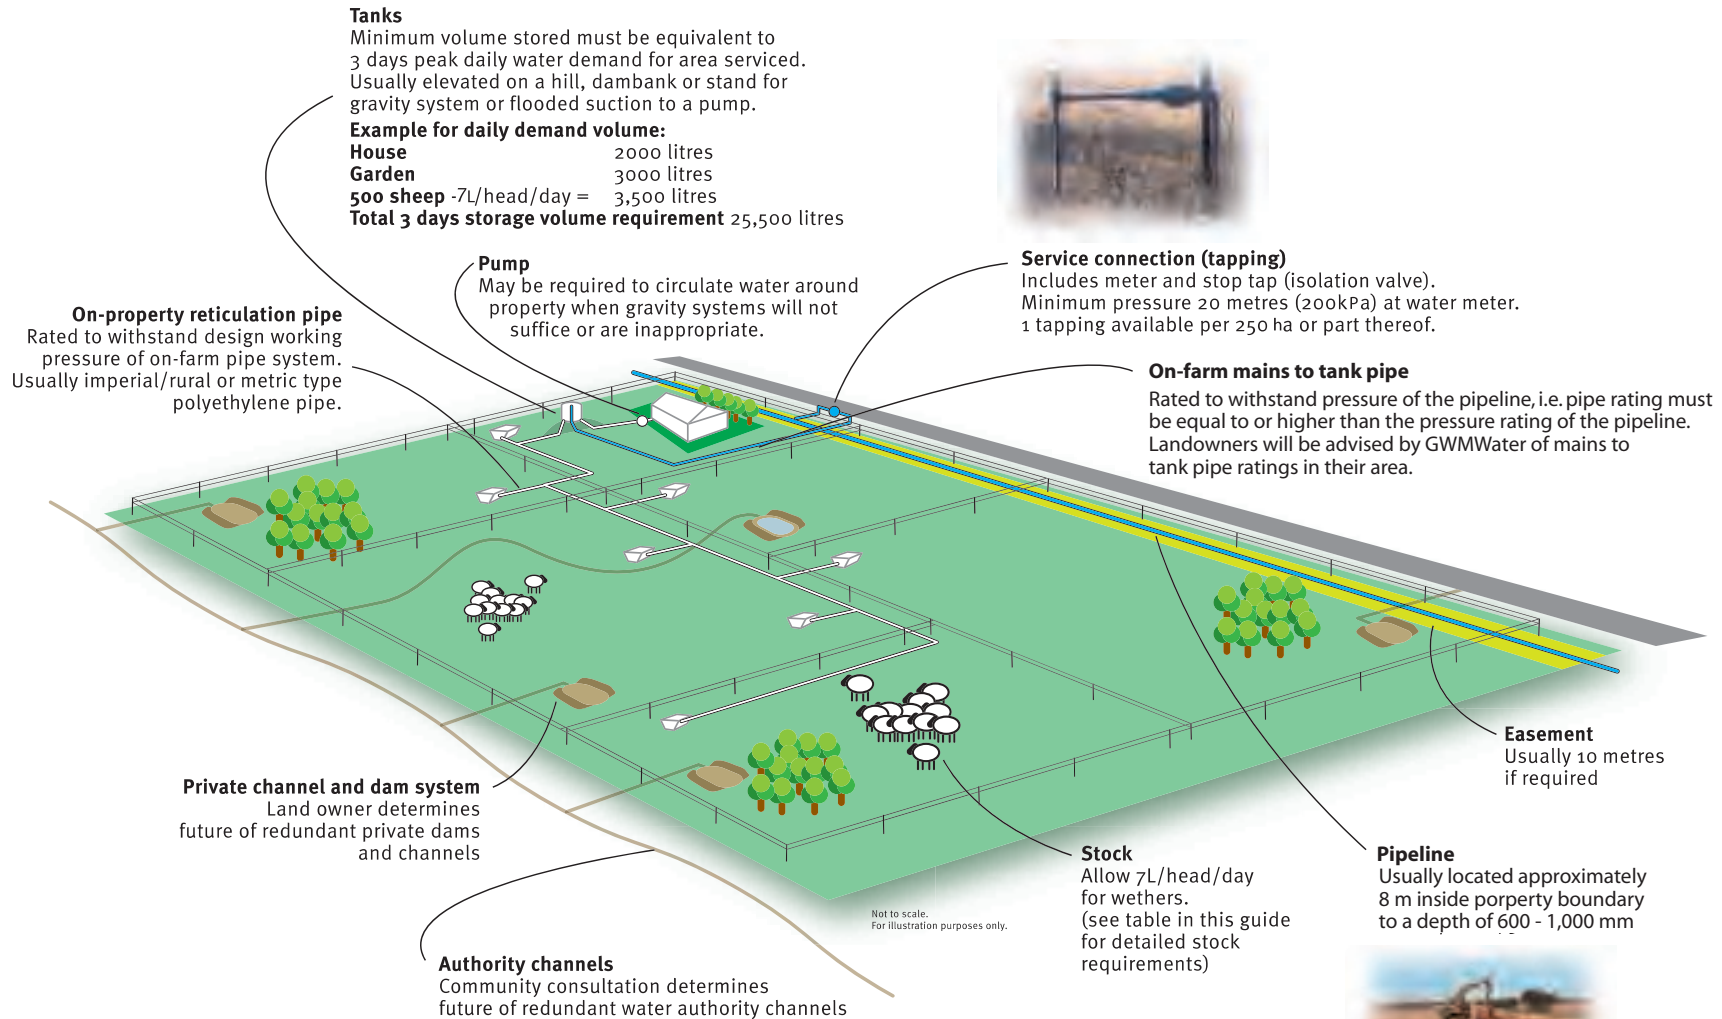 Tanks
Minimum volume stored must be equivalent to
3 days peak daily water demand for area serviced.
Usually elevated on a hill, dambank or stand for
gravity system or flooded suction to a pump.
Example for daily demand volume:
House 2000 litres
Garden 3000 litres
500 sheep -7L/head/day = 3,500 litres
Total 3 days storage volume requirement 25,500 litres
Pump
May be required to circulate water around
property when gravity systems will not
suffice or are inappropriate.
Service connection (tapping)
Includes meter and stop tap (isolation valve).
Minimum pressure 20 metres (200kPa) at water meter.
1 tapping available per 250 ha or part thereof.
On-property reticulation pipe
Rated to withstand design working
pressure of on-farm pipe system.
Usually imperial/rural or metric type
polyethylene pipe.
On-farm mains to tank pipe
Rated to withstand pressure of the pipeline, i.e. pipe rating must
be equal to or higher than the pressure rating of the pipeline.
Landowners will be advised by GWMWater of mains to
tank pipe ratings in their area.
Easement
Usually 10 metres
if required
Private channel and dam system
Land owner determines
future of redundant private dams
and channels
Stock
Allow 7L/head/day
for wethers.
(see table in this guide
for detailed stock
requirements)
Pipeline
Usually located approximately
8 m inside porperty boundary
to a depth of 600 - 1,000 mm
Not to scale.
For illustration purposes only.
Authority channels
Community consultation determines
future of redundant water authority channels